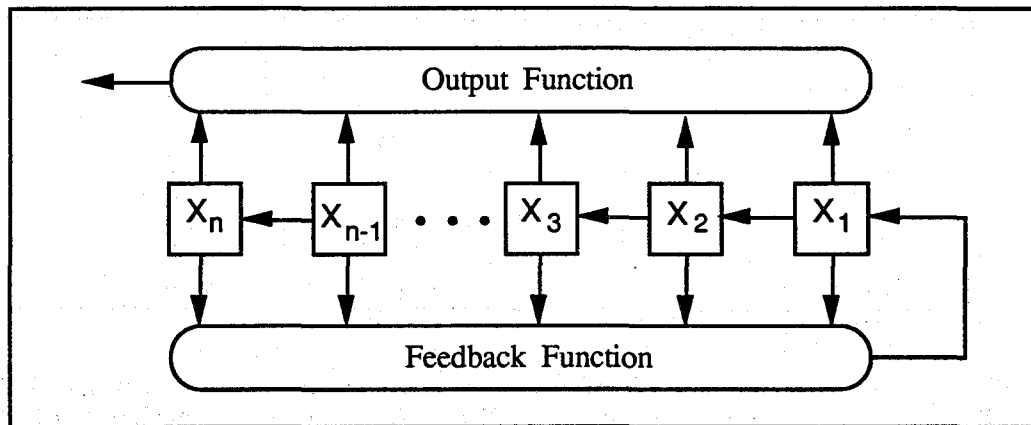 Output Function
Xn Xn-1 • • • X3 X2 X1
Feedback Function